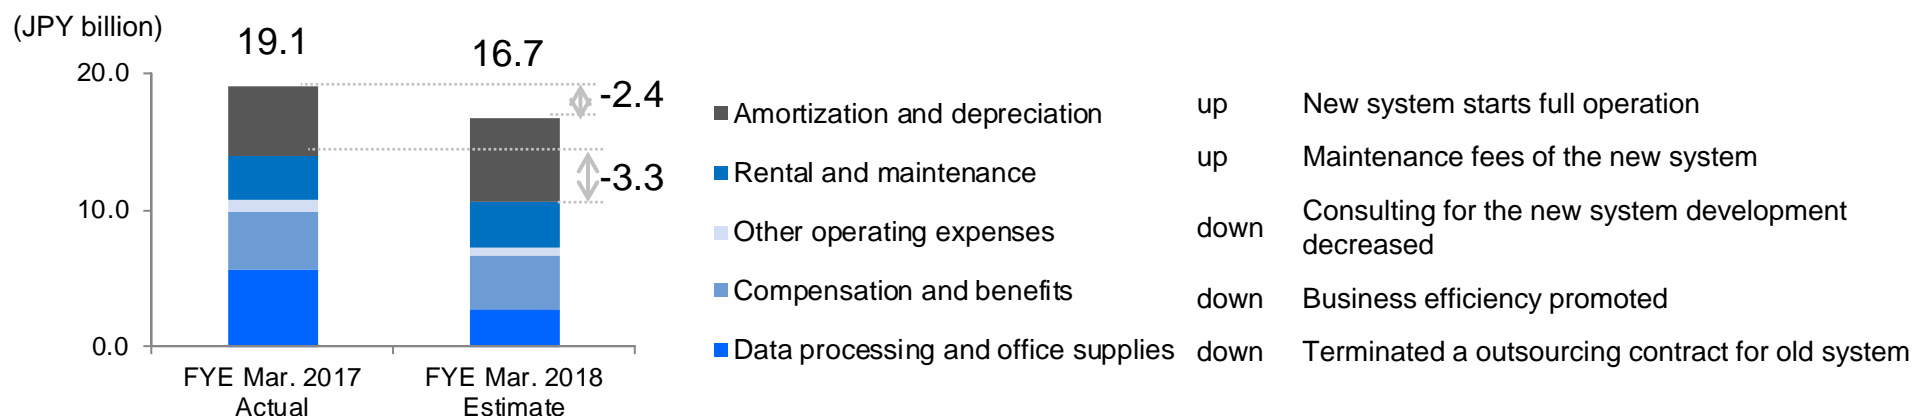 (JPY billion)
19.1
16.7
20.0
-2.4
-3.3
10.0
0.0
FYE Mar. 2017
Actual
FYE Mar. 2018
Estimate
Amortization and depreciation up New system starts full operation
Rental and maintenance up Maintenance fees of the new system
Other operating expenses down Consulting for the new system development
decreased
Compensation and benefits down Business efficiency promoted
Data processing and office supplies down Terminated a outsourcing contract for old system